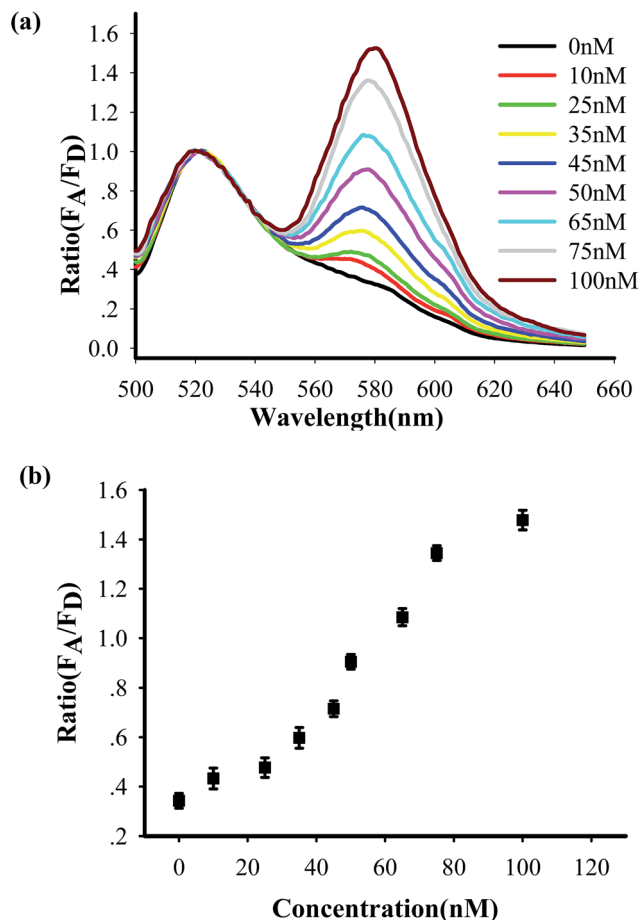 (a)
Ratio(FA/FD)
1.6
1.4
1.2
1.0
.8
.6
.4
.2
0.0
500 520 540 560 580 600 620 640 660
Wavelength(nm)
0nM
10nM
25nM
35nM
45nM
50nM
65nM
75nM
100nM
(b)
Ratio(FA/FD)
1.6
1.4
1.2
1.0
.8
.6
.4
.2
0 20 40 60 80 100 120
Concentration(nM)